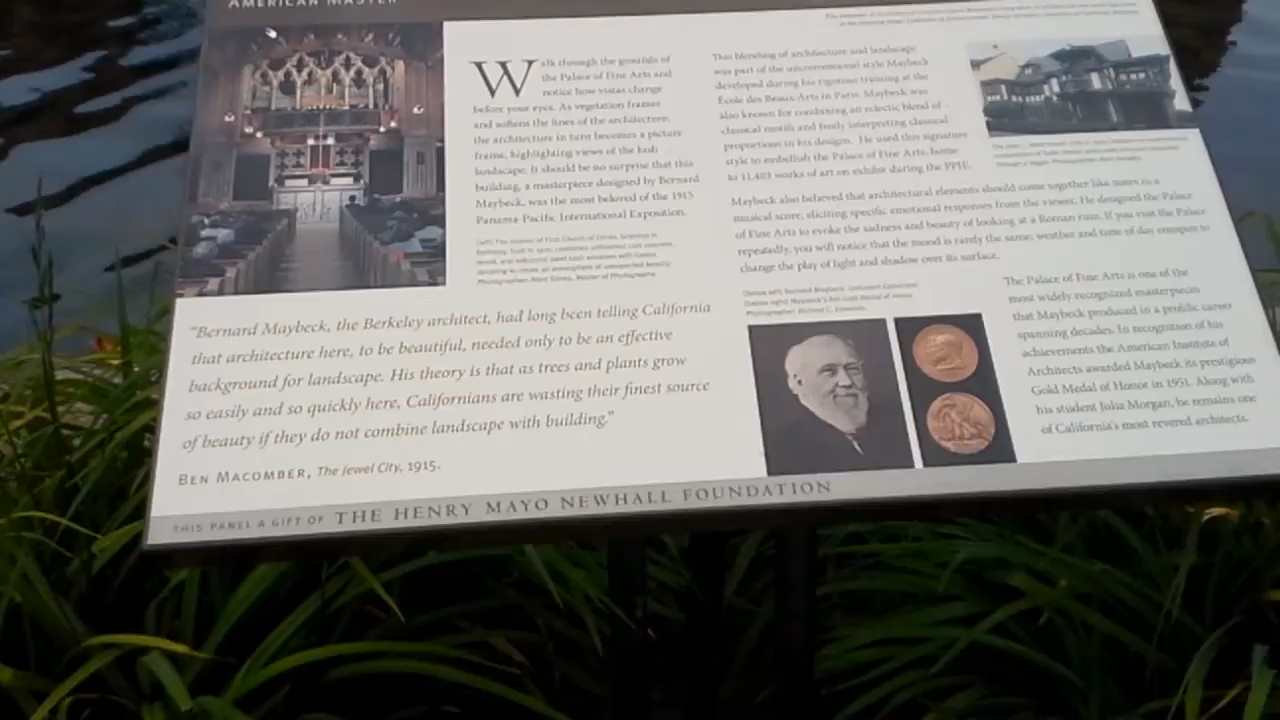 AMERICAN MASTER
Walk through the grounds of
the Palace of Fine Arts and
notice how vistas change
before your eyes. As vegetation frames
and softens the lines of the architecture,
the architecture in turn becomes a picture
frame, highlighting views of the lush
landscape. It should be no surprise that this
building, a masterpiece designed by Bernard
Maybeck, was the most beloved of the 1915
Panama-Pacific International Exposition.
"Bernard Maybeck, the Berkeley architect, had long been telling California
that architecture here, to be beautiful, needed only to be an effective
background for landscape. His theory is that as trees and plants grow
so easily and so quickly here, Californians are wasting their finest source
of beauty if they do not combine landscape with building."
BEN MACOMBER, The Jewel City, 1915.
This blending of architecture and landscape
was part of the unconventional style Maybeck
developed during his rigorous training at the
Ecole des Beaux-Arts in Paris. Maybeck was
also known for combining an eclectic blend of
classical motifs and freely interpreting classical
proportions in his designs. He used this signature
style to embellish the Palace of Fine Arts, home
to 11,403 works of art on exhibit during the PPIE.
Maybeck also believed that architectural elements should come together like notes in a
musical score, eliciting specific emotional responses from the viewer. He designed the Palace
of Fine Arts to evoke the sadness and beauty of looking at a Roman ruin. If you visit the Palace
repeatedly, you will notice that the mood is rarely the same: weather and time of day conspire to
change the play of light and shadow over its surface.
The Palace of Fine Arts is one of the
most widely recognized masterpieces
that Maybeck produced in a prolific career
spanning decades. In recognition of his
achievements the American Institute of
Architects awarded Maybeck its prestigious
Gold Medal of Honor in 1951. Along with
his student Julia Morgan, he remains one
of California's most revered architects.
THIS PANEL A GIFT OF THE HENRY MAYO NEWHALL FOUNDATION